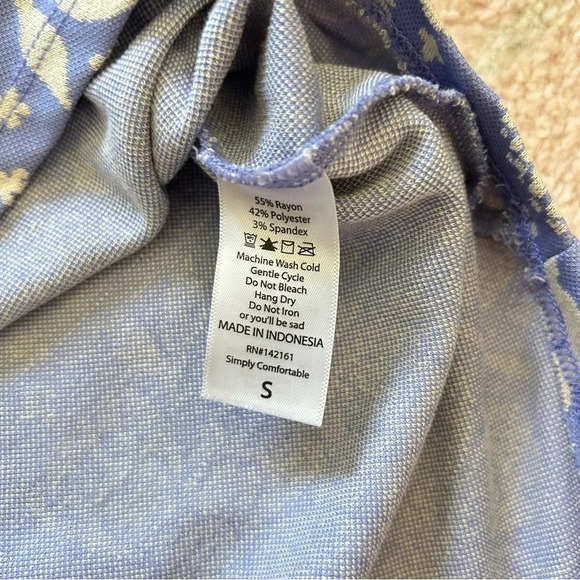 55% Rayon
42% Polyester
3% Spandex
Machine Wash Cold
Gentle Cycle
Do Not Bleach
Hang Dry
Do Not Iron
or you'll be sad
MADE IN INDONESIA
RN#142161
Simply Comfortable
S